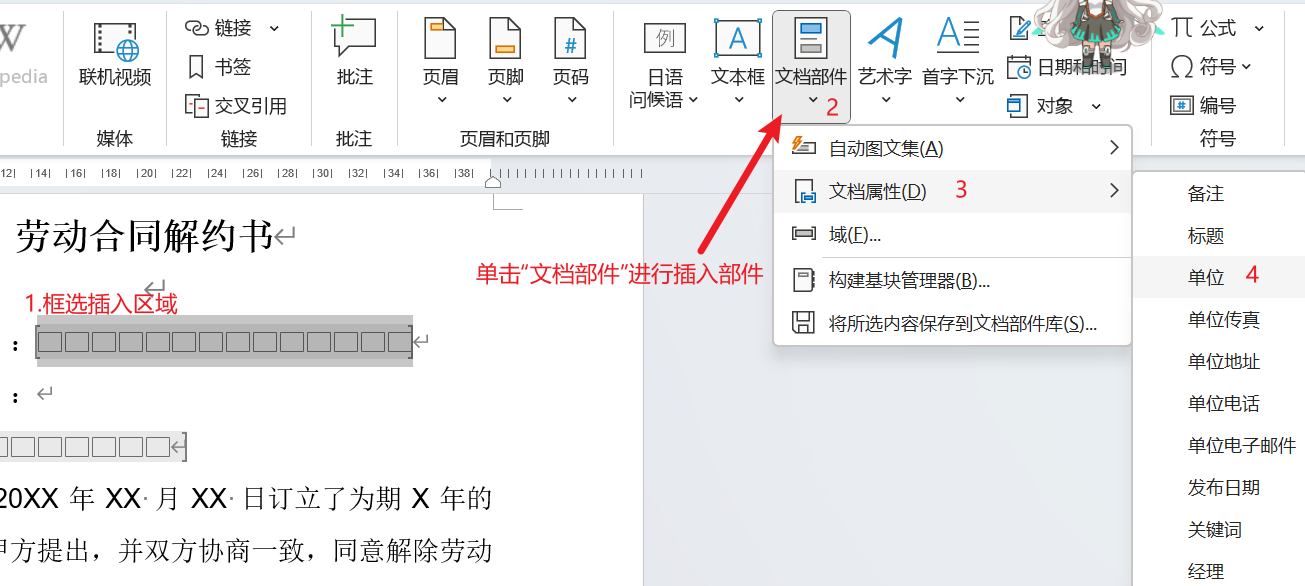 W
pedia
联机视频
媒体
链接
书签
交叉引用
链接
批注
批注
页眉
页脚
#
页码
页眉和页脚
例
日语
问候语
A
文本框
文档部件
2
A
艺术字
A
首字下沉
日期和时间
对象
公式
符号
编号
符号
12| |14| |16| |18| |20| |22| |24| |26| |28| |30| |32| |34| |36| |38|
自动图文集(A)
文档属性(D) 3
域(F)...
构建基块管理器(B)...
将所选内容保存到文档部件库(S)...
备注
标题
单位 4
单位传真
单位地址
单位电话
单位电子邮件
发布日期
关键词
经理
劳动合同解约书
单击“文档部件”进行插入部件
1.框选插入区域
：
：
20XX 年 XX 月 XX 日订立了为期 X 年的
甲方提出，并双方协商一致，同意解除劳动